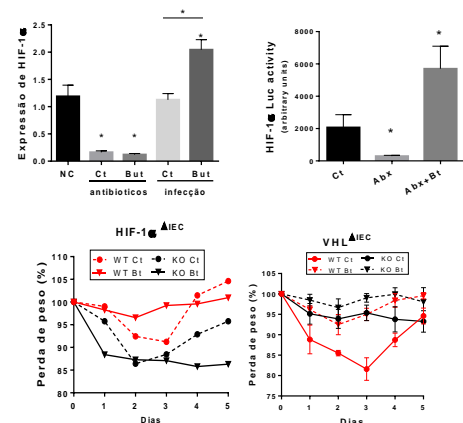 Expressão de HIF-1α
2.5
2.0
1.5
1.0
0.5
0.0
*
*
*
*
NC
Ct
But
Ct
But
antibioticos
infecção
HIF-1α Luc activity
(arbitrary units)
8000
6000
4000
2000
0
*
*
Ct
Abx
Abx+Bt
HIF-1α ΔIEC
WT Ct
KO Ct
WT Bt
KO Bt
Perda de peso (%)
110
105
100
95
90
85
80
0 1 2 3 4 5
Dias
VHL ΔIEC
WT Ct
KO Ct
WT Bt
KO Bt
Perda de peso (%)
105
100
95
90
85
80
75
0 1 2 3 4 5
Dias